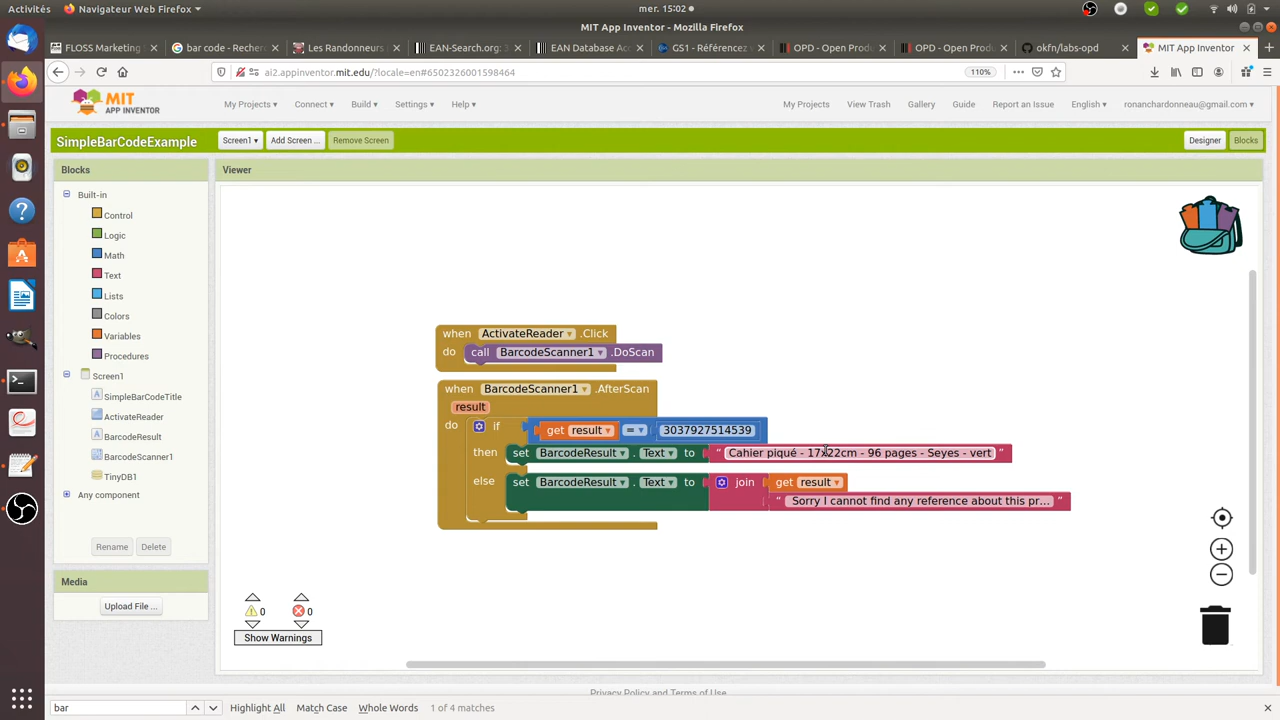 Navigateur Web Firefox
mer. 15:02
MIT App Inventor - Mozilla Firefox
FLOSS Marketing
bar code - Recher
Les Randonneurs
EAN-Search.org: 3
EAN Database Ac
GS1 - Référencez v
OPD - Open Produ
OPD - Open Produ
okfn/labs-opd
MIT App Inventor
ai2.appinventor.mit.edu/?locale=en#6502326001598464
110%
MIT
APP INVENTOR
My Projects
Connect
Build
Settings
Help
My Projects
View Trash
Gallery
Guide
Report an Issue
English
ronanchardonneau@gmail.com
SimpleBarCodeExample
Screen1
Add Screen ...
Remove Screen
Designer
Blocks
Blocks
Built-in
Control
Logic
Math
Text
Lists
Colors
Variables
Procedures
Screen1
SimpleBarCodeTitle
ActivateReader
BarcodeResult
BarcodeScanner1
TinyDB1
Any component
Rename
Delete
Media
Upload File ...
Viewer
when ActivateReader .Click
do call BarcodeScanner1 .DoScan
when BarcodeScanner1 .AfterScan
result
do if get result = 3037927514539
then set BarcodeResult . Text to " Cahier piqué - 17x22cm - 96 pages - Seyes - vert "
else set BarcodeResult . Text to join get result
" Sorry I cannot find any reference about this pr... "
0
0
Show Warnings
Privacy Policy and Terms of Use
bar
Highlight All
Match Case
Whole Words
1 of 4 matches